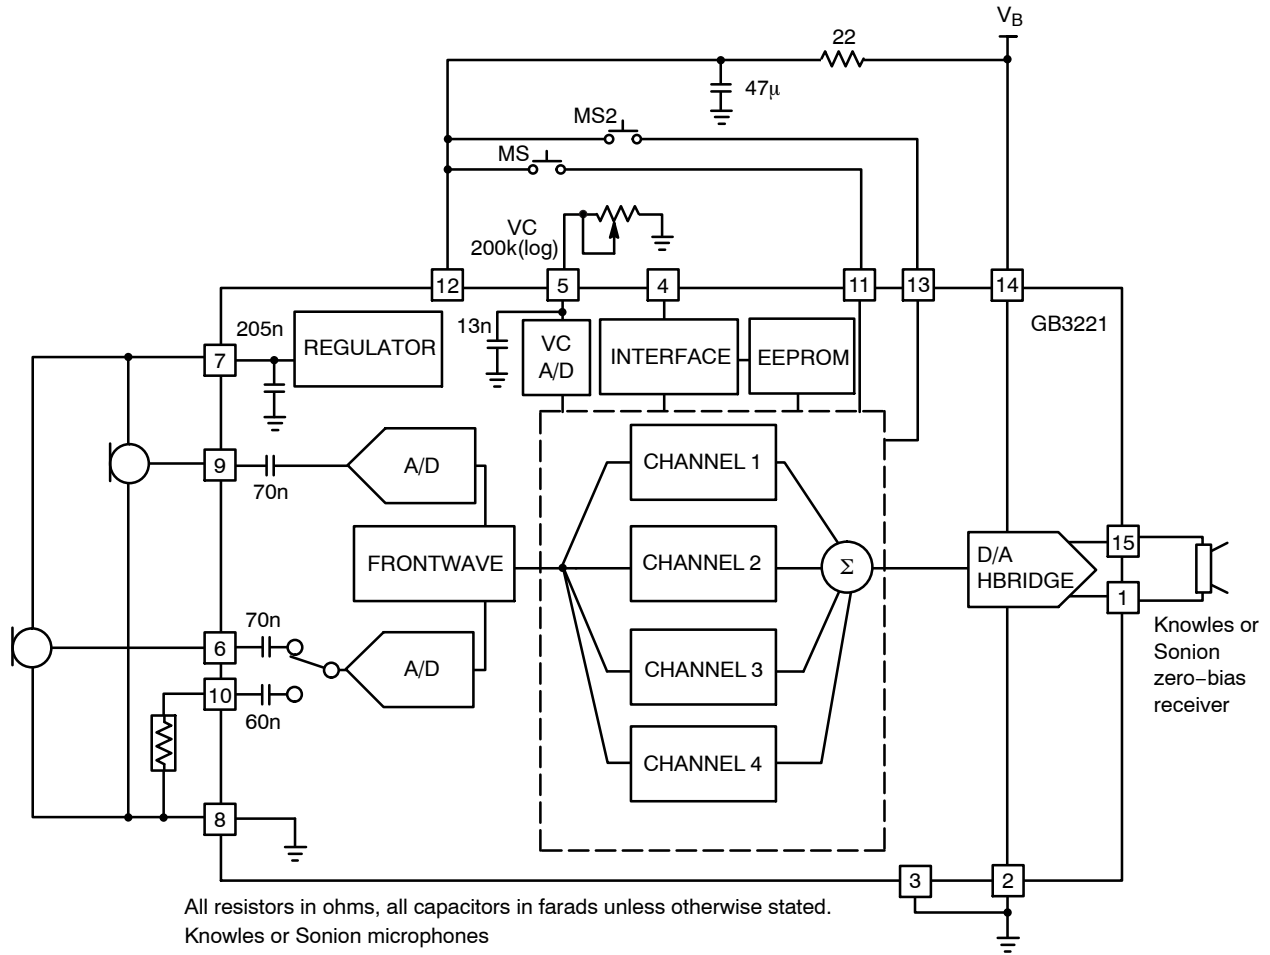 V_B
22
47μ
MS2
MS
VC
200k(log)
12
5
4
11
13
14
GB3221
205n
REGULATOR
13n
VC
A/D
INTERFACE
EEPROM
7
9
70n
A/D
CHANNEL 1
FRONTWAVE
CHANNEL 2
Σ
D/A
HBRIDGE
15
1
Knowles or
Sonion
zero−bias
receiver
70n
6
10
60n
A/D
CHANNEL 3
CHANNEL 4
8
3
2
All resistors in ohms, all capacitors in farads unless otherwise stated.
Knowles or Sonion microphones